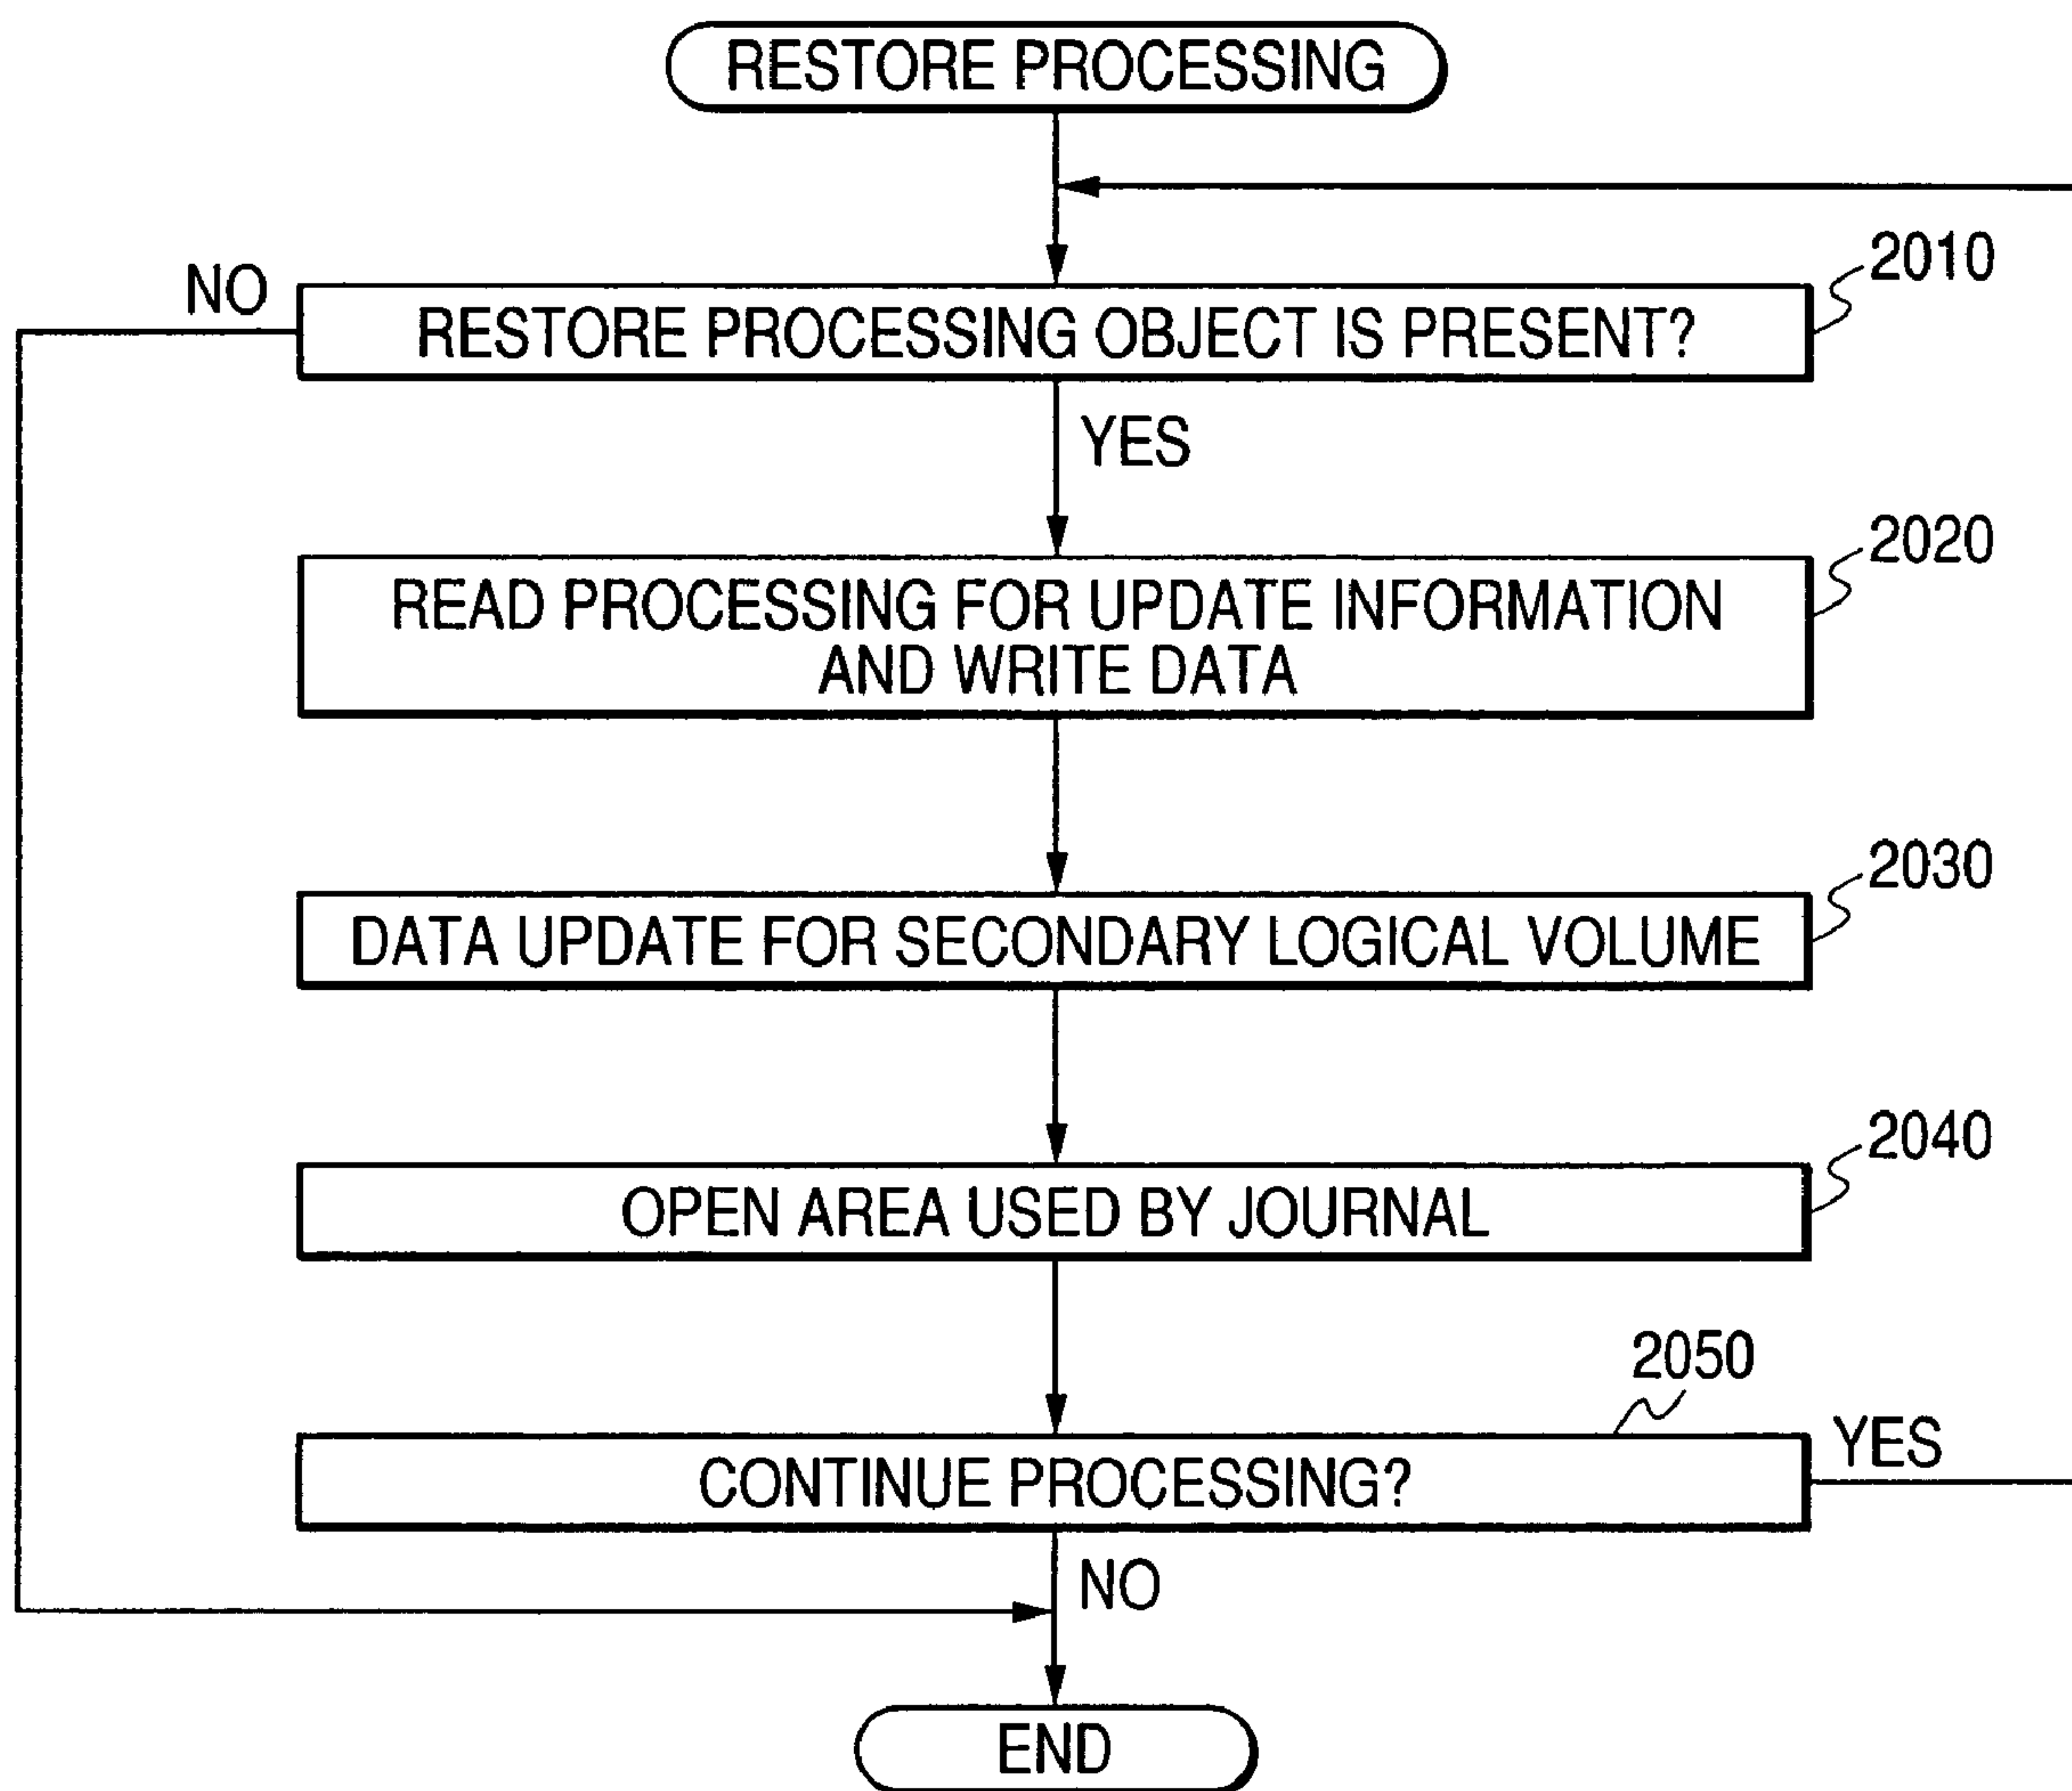 RESTORE PROCESSING
2010
NO
RESTORE PROCESSING OBJECT IS PRESENT?
YES
2020
READ PROCESSING FOR UPDATE INFORMATION
AND WRITE DATA
2030
DATA UPDATE FOR SECONDARY LOGICAL VOLUME
2040
OPEN AREA USED BY JOURNAL
2050
YES
CONTINUE PROCESSING?
NO
END